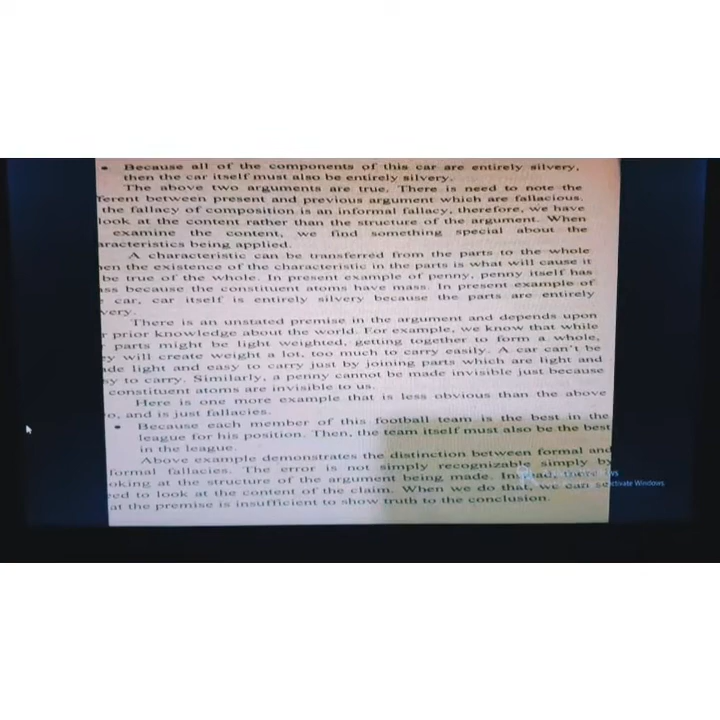 • Because all of the components of this car are entirely silvery,
then the car itself must also be entirely silvery.
The above two arguments are true. There is need to note the
ferent between present and previous argument which are fallacious.
the fallacy of composition is an informal fallacy, therefore, we have
look at the content rather than the structure of the argument. When
examine the content, we find something special about the
aracteristics being applied.
A characteristic can be transferred from the parts to the whole
en the existence of the characteristic in the parts is what will cause it
be true of the whole. In present example of penny, penny itself has
ss because the constituent atoms have mass. In present example of
car, car itself is entirely silvery because the parts are entirely
very.
There is an unstated premise in the argument and depends upon
r prior knowledge about the world. For example, we know that while
parts might be light weighted, getting together to form a whole,
ey will create weight a lot, too much to carry easily. A car can't be
de light and easy to carry just by joining parts which are light and
sy to carry. Similarly, a penny cannot be made invisible just because
constituent atoms are invisible to us.
Here is one more example that is less obvious than the above
o, and is just fallacies.
• Because each member of this football team is the best in the
league for his position. Then, the team itself must also be the best
in the league.
Above example demonstrates the distinction between formal and
formal fallacies. The error is not simply recognizable simply by
oking at the structure of the argument being made.
ed to look at the content of the claim. When we do that, we can se
at the premise is insufficient to show truth to the conclusion.
ctivate Windows